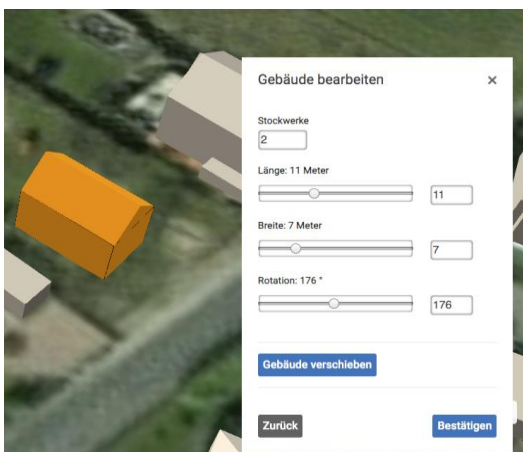 Gebäude bearbeiten ×
Stockwerke
2
Länge: 11 Meter
11
Breite: 7 Meter
7
Rotation: 176 °
176
Gebäude verschieben
Zurück Bestätigen